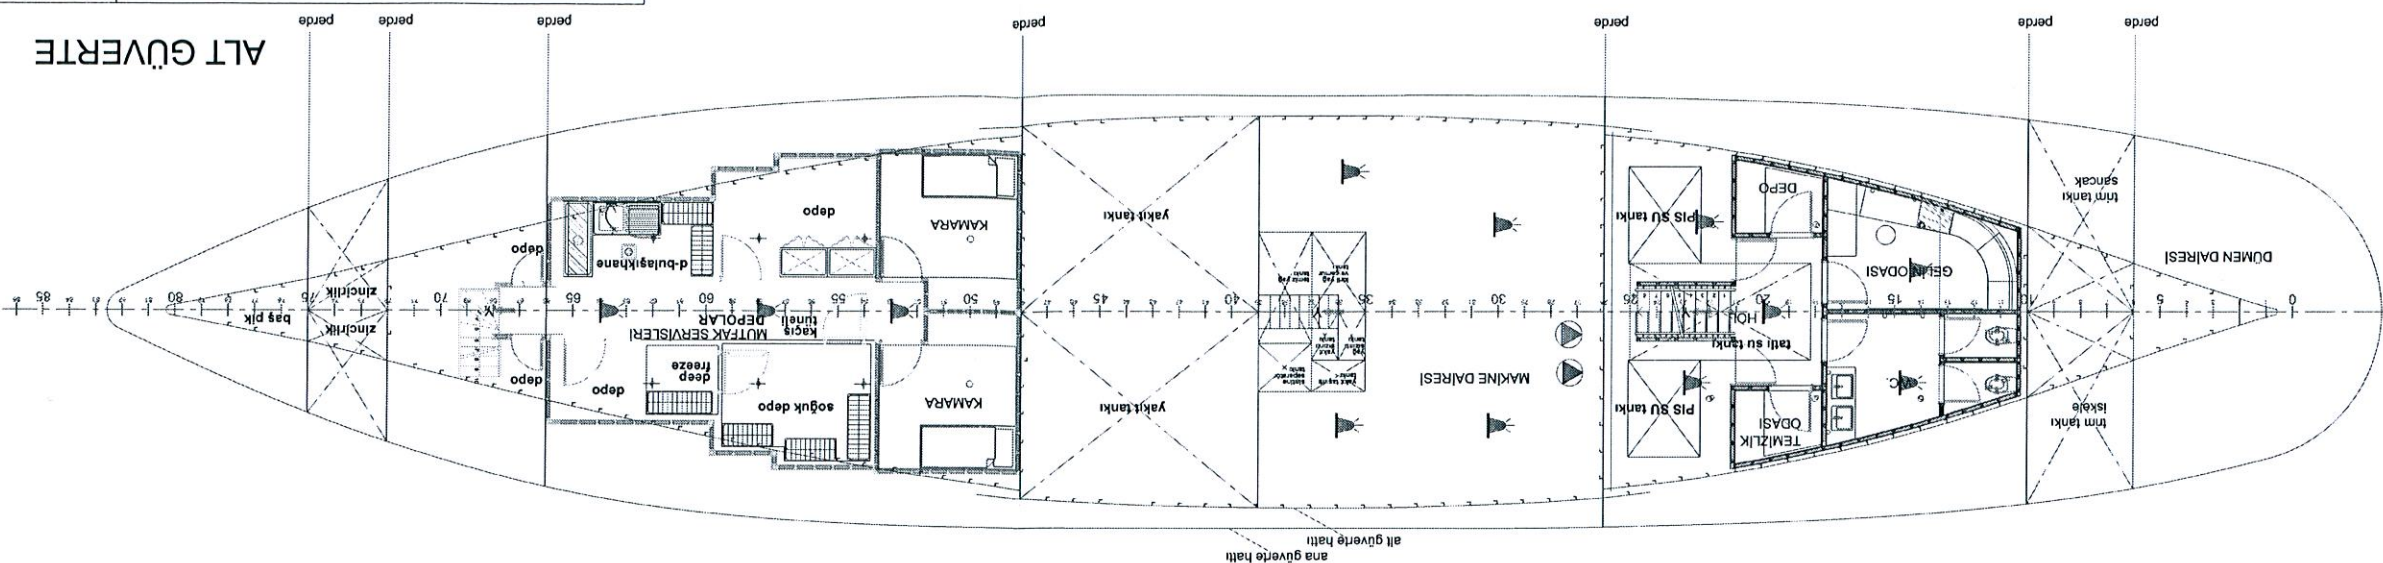 ALT GÜVERTE
perde
perde
perde
perde
perde
perde
perde
ana güverte hattı
alt güverte hattı
DÜMEN DAİRESİ
iskele
trim tankı
sancak
trim tankı
W.C.
GELİN ODASI
TEMİZLİK
ODASI
DEPO
HOL
tatlı su tankı
PİS SU tankı
PİS SU tankı
MAKİNE DAİRESİ
yakıt taşıntı
tankı
yakıt tankı
yakıt tankı
KAMARA
KAMARA
soğuk depo
deep
freeze
depo
depo
kaçış
tüneli
MUTFAK SERVİSLERİ
DEPOLAR
depo
d-bulaşıkhane
depo
zincirlik
zincirlik
baş pik
0 5 10 15 20 25 30 35 40 45 50 55 60 65 70 75 80 85